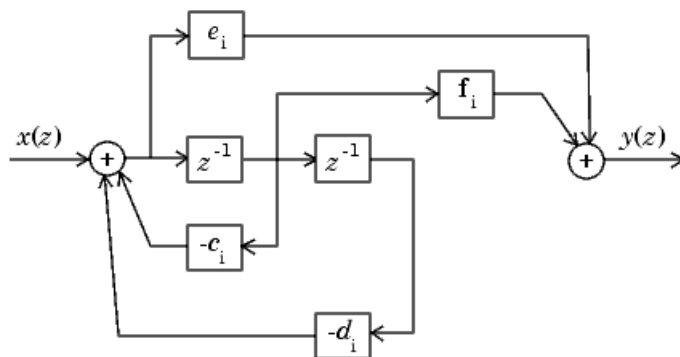 e_i
f_i
x(z)
y(z)
+
z^-1
z^-1
+
-c_i
-d_i